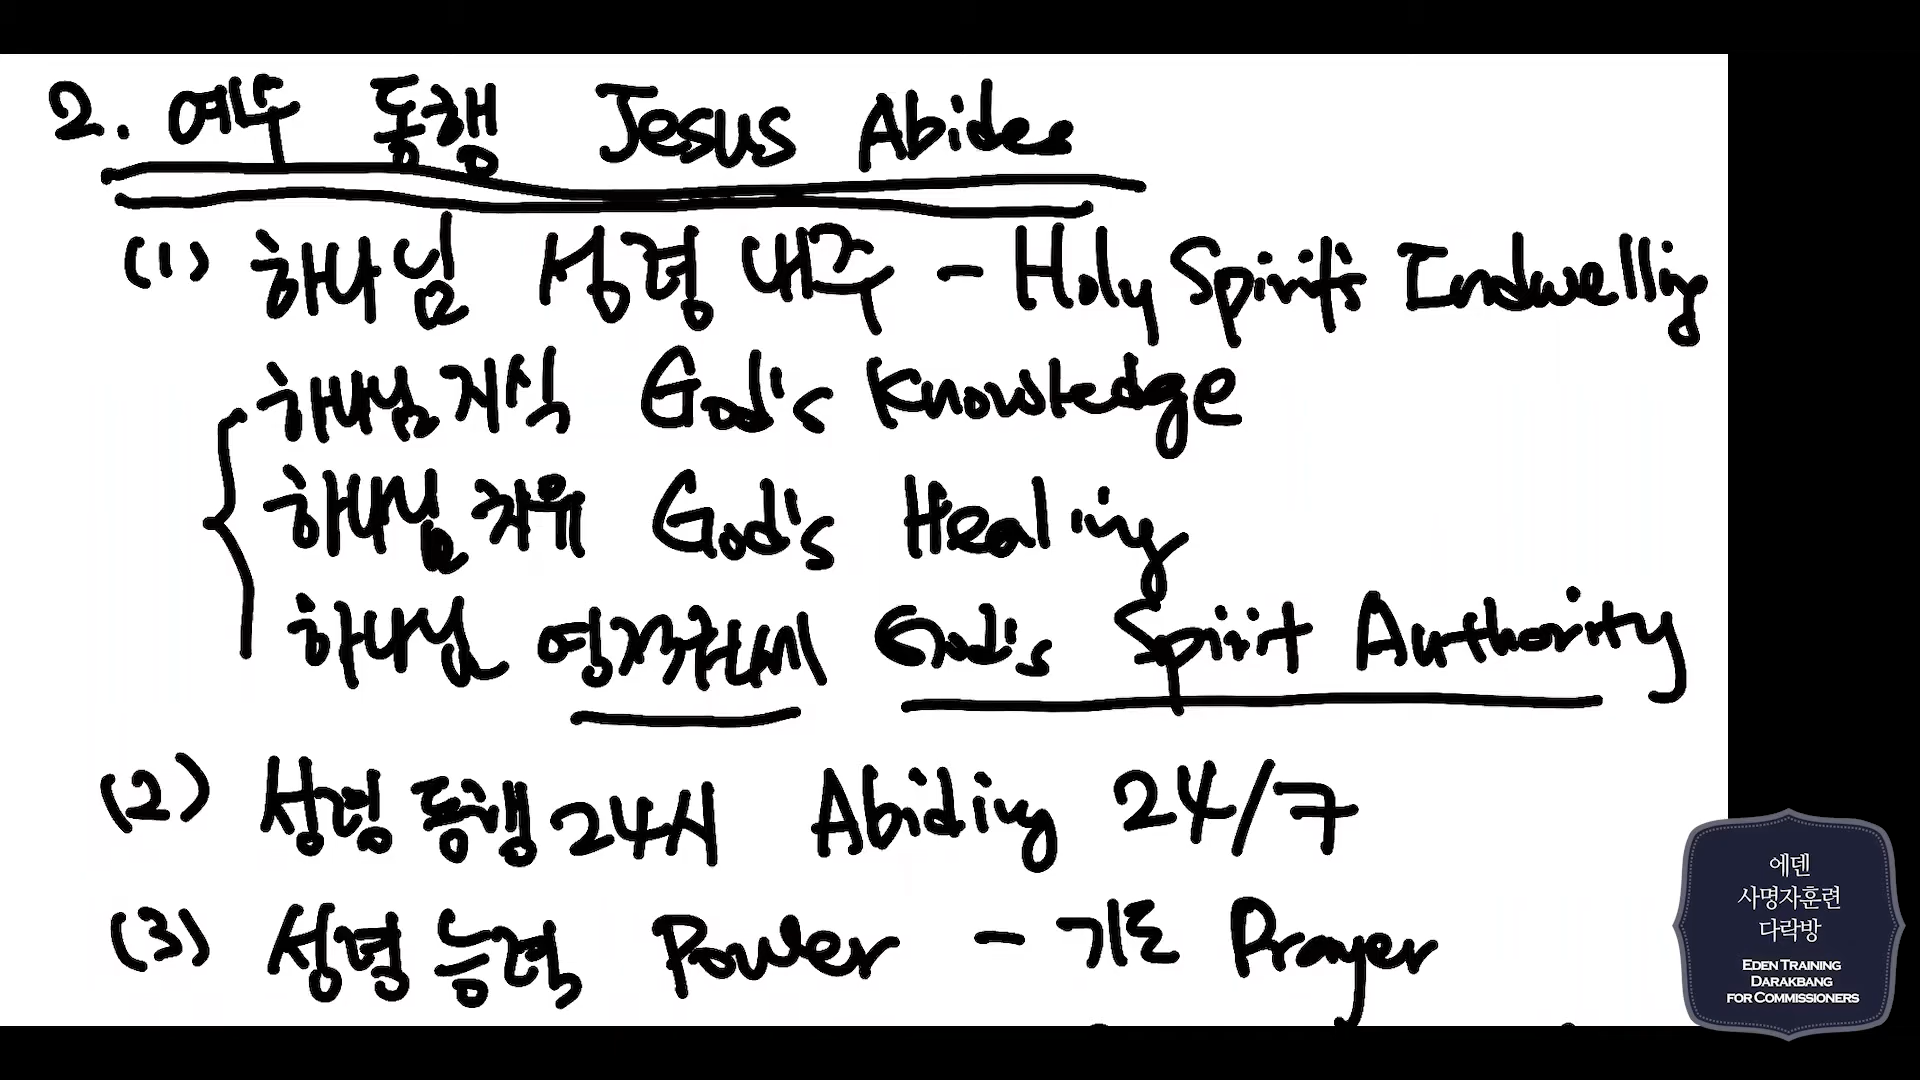 2. 예수 동행 Jesus Abides
(1) 하나님 성령 내주 - Holy Spirit's Indwelling
하나님 지식 God's Knowledge
하나님 치유 God's Healing
하나님 영적권세 God's Spirit Authority
(2) 성령 동행 24시 Abiding 24/7
(3) 성령 능력 Power - 기도 Prayer
에덴
사명자훈련
다락방
EDEN TRAINING
DARAKBANG
FOR COMMISSIONERS